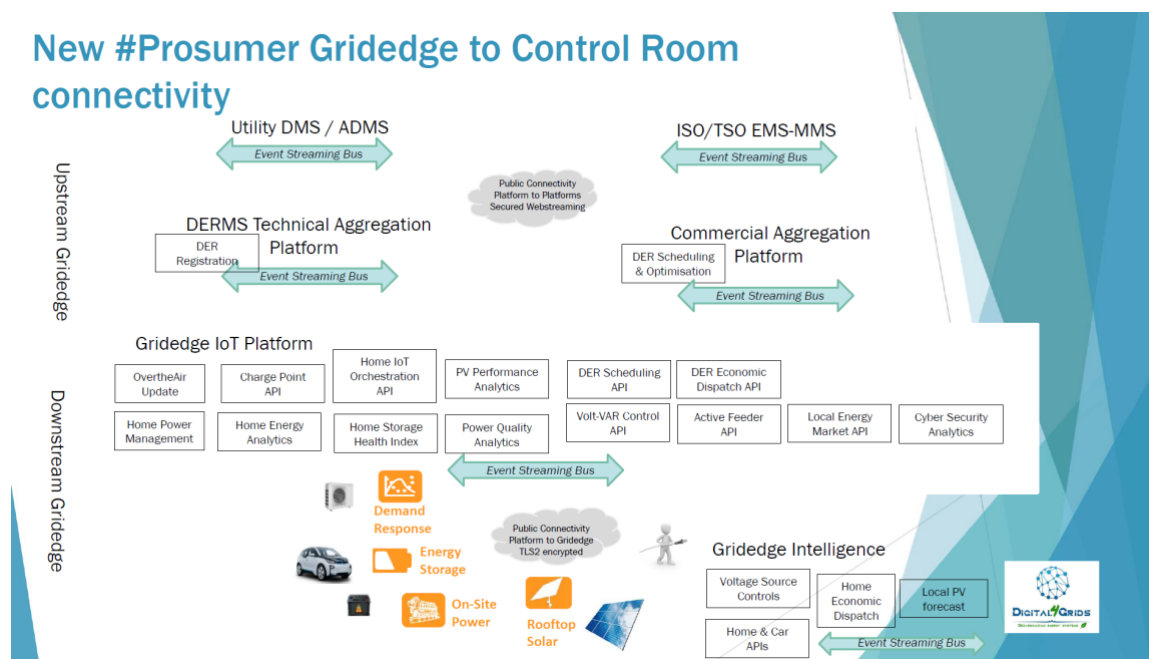 New #Prosumer Gridedge to Control Room
connectivity
Utility DMS / ADMS
Event Streaming Bus
ISO/TSO EMS-MMS
Event Streaming Bus
Upstream Gridedge
Public Connectivity
Platform to Platforms
Secured Webstreaming
DERMS Technical Aggregation
Platform
DER
Registration
Event Streaming Bus
Commercial Aggregation
Platform
DER Scheduling
& Optimisation
Event Streaming Bus
Downstream Gridedge
Gridedge IoT Platform
OvertheAir
Update
Charge Point
API
Home IoT
Orchestration
API
PV Performance
Analytics
DER Scheduling
API
DER Economic
Dispatch API
Home Power
Management
Home Energy
Analytics
Home Storage
Health Index
Power Quality
Analytics
Volt-VAR Control
API
Active Feeder
API
Local Energy
Market API
Cyber Security
Analytics
Event Streaming Bus
Demand
Response
Energy
Storage
On-Site
Power
Rooftop
Solar
Public Connectivity
Platform to Gridedge
TLS2 encrypted
Gridedge Intelligence
Voltage Source
Controls
Home
Economic
Dispatch
Local PV
forecast
Home & Car
APIs
Event Streaming Bus
DIGITAL4GRIDS